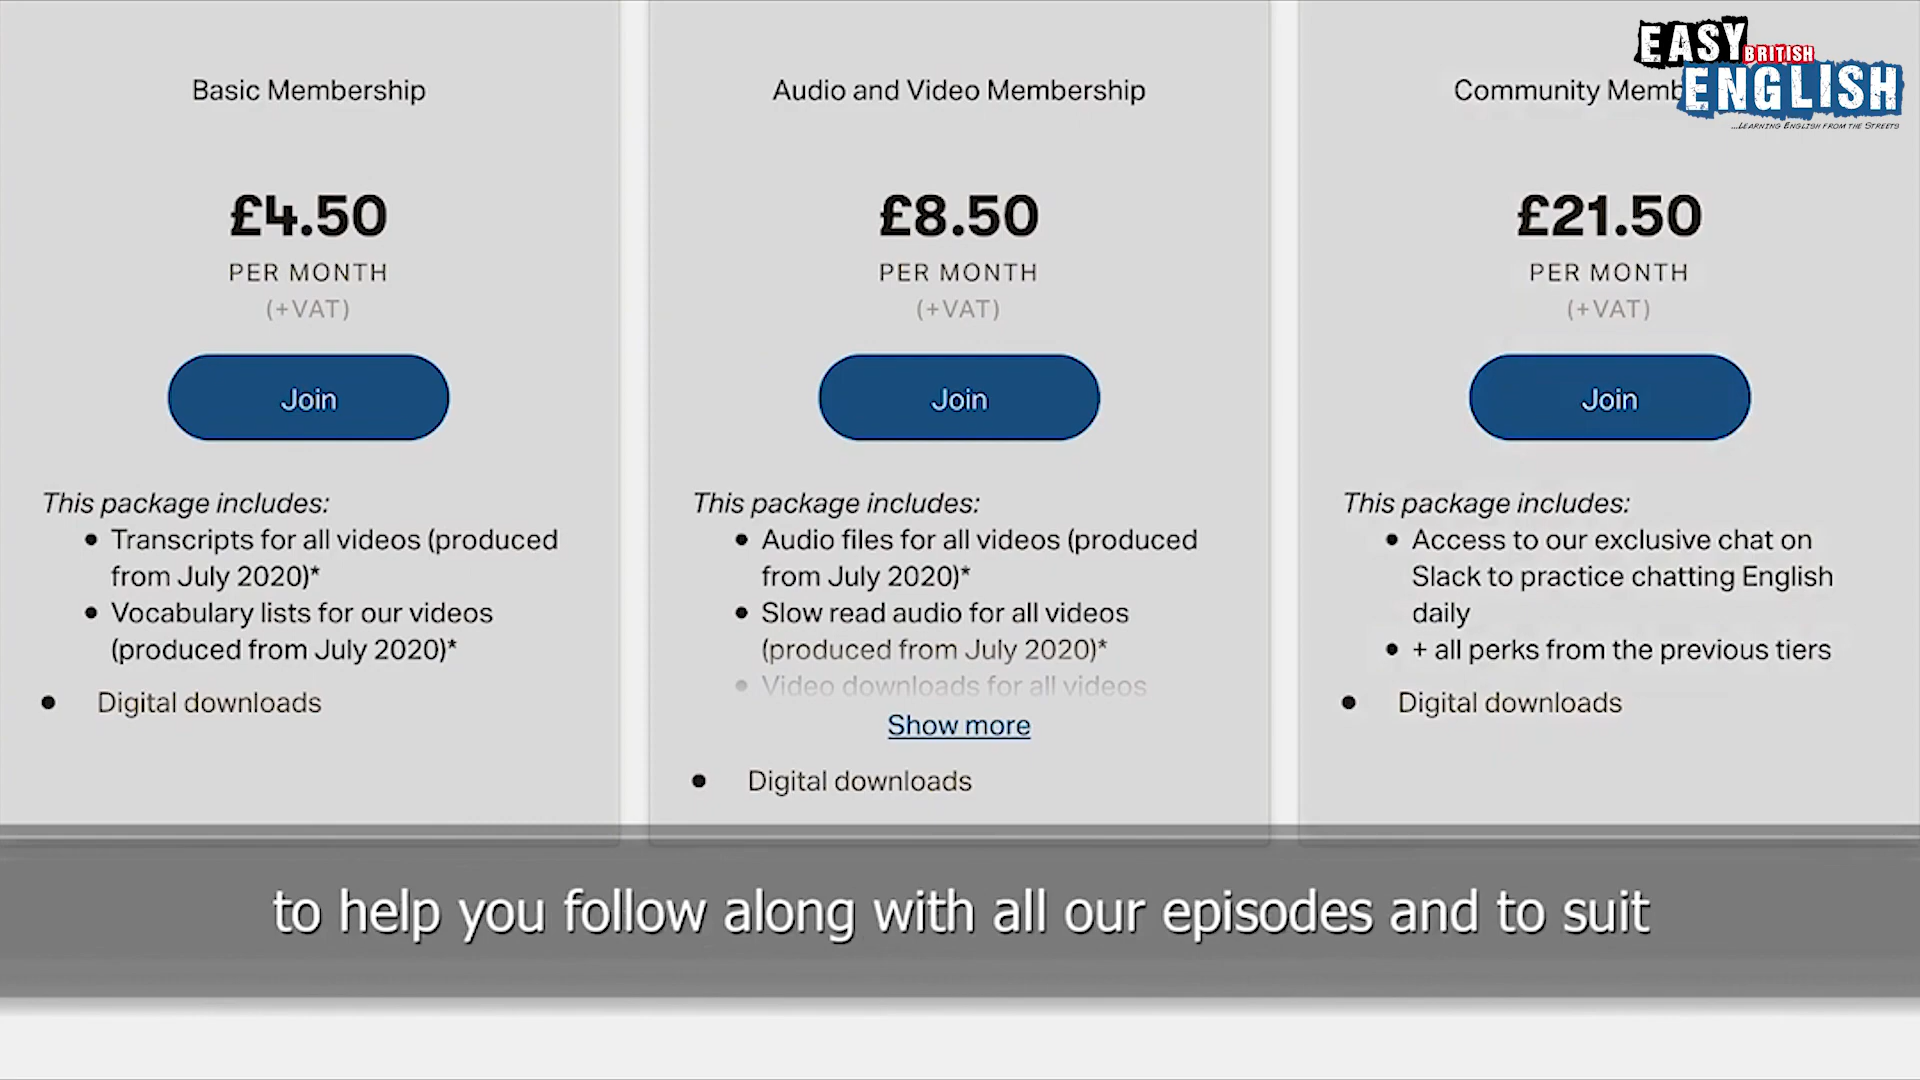 EASY
BRITISH
ENGLISH
...LEARNING ENGLISH FROM THE STREETS
Basic Membership
£4.50
PER MONTH
(+VAT)
Join
This package includes:
• Transcripts for all videos (produced
from July 2020)*
• Vocabulary lists for our videos
(produced from July 2020)*
• Digital downloads
Audio and Video Membership
£8.50
PER MONTH
(+VAT)
Join
This package includes:
• Audio files for all videos (produced
from July 2020)*
• Slow read audio for all videos
(produced from July 2020)*
• Video downloads for all videos
Show more
• Digital downloads
Community Memb
£21.50
PER MONTH
(+VAT)
Join
This package includes:
• Access to our exclusive chat on
Slack to practice chatting English
daily
• + all perks from the previous tiers
• Digital downloads
to help you follow along with all our episodes and to suit